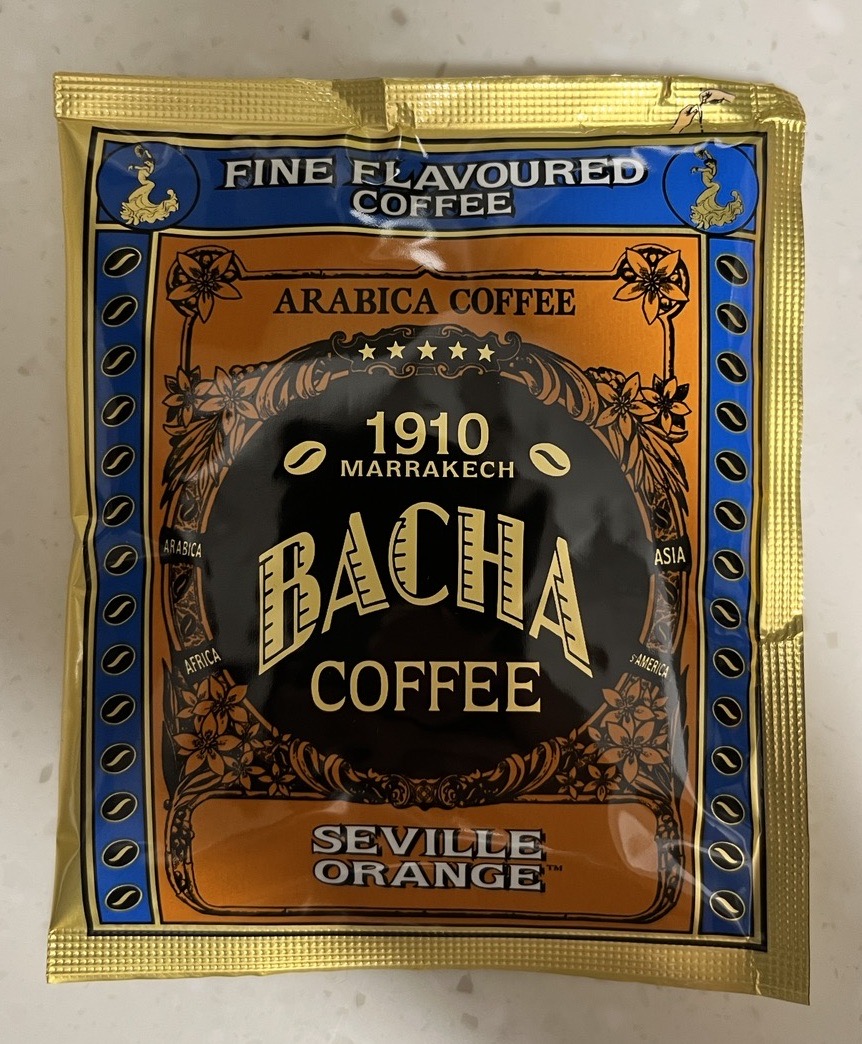 FINE FLAVOURED
COFFEE
ARABICA COFFEE
1910
MARRAKECH
BACHA
COFFEE
ARABICA
ASIA
AFRICA
S.AMERICA
SEVILLE
ORANGE™